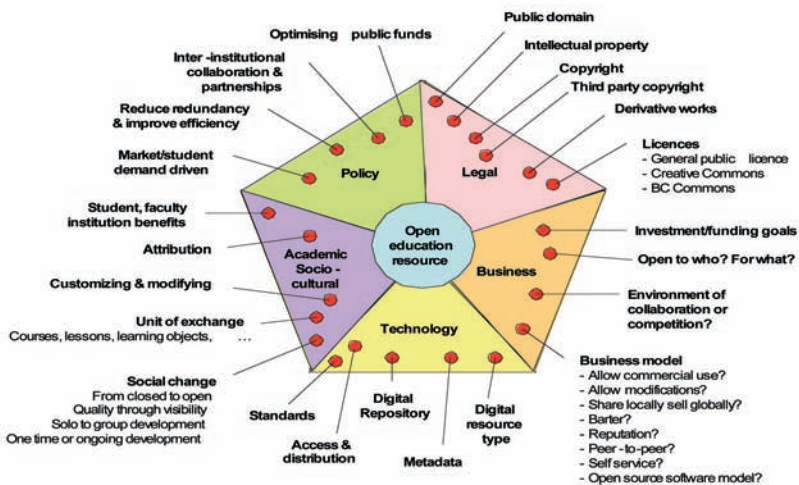 Public domain
Optimising public funds
Intellectual property
Inter -institutional
collaboration &
partnerships
Copyright
Third party copyright
Reduce redundancy
& improve efficiency
Derivative works
Licences
- General public licence
- Creative Commons
- BC Commons
Market/student
demand driven
Policy
Legal
Student, faculty
institution benefits
Attribution
Open
education
resource
Investment/funding goals
Open to who? For what?
Academic
Socio -
cultural
Business
Customizing & modifying
Environment of
collaboration or
competition?
Unit of exchange
Courses, lessons, learning objects, ...
Technology
Social change
From closed to open
Quality through visibility
Solo to group development
One time or ongoing development
Standards
Access &
distribution
Digital
Repository
Metadata
Digital
resource
type
Business model
- Allow commercial use?
- Allow modifications?
- Share locally sell globally?
- Barter?
- Reputation?
- Peer -to-peer?
- Self service?
- Open source software model?